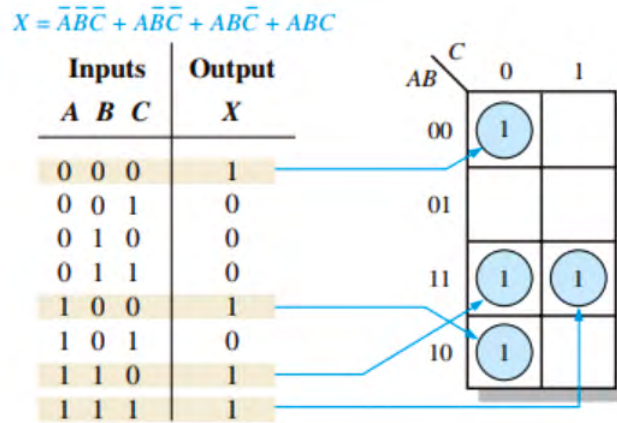 X = A̅B̅C̅ + AB̅C̅ + ABC̅ + ABC
Inputs Output
A B C X
0 0 0 1
0 0 1 0
0 1 0 0
0 1 1 0
1 0 0 1
1 0 1 0
1 1 0 1
1 1 1 1
C
AB 0 1
00 1
01
11 1 1
10 1